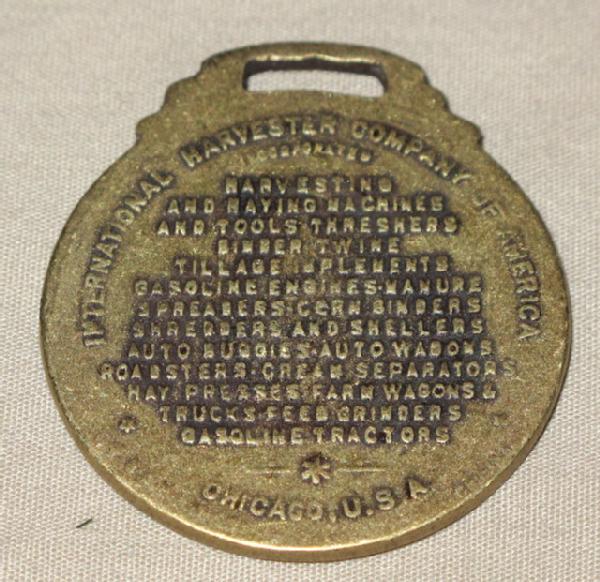 INTERNATIONAL HARVESTER COMPANY OF AMERICA
INCORPORATED
HARVESTING
AND HAYING MACHINES
AND TOOLS·THRESHERS
BINDER TWINE
TILLAGE IMPLEMENTS
GASOLINE ENGINES·MANURE
SPREADERS·CORN BINDERS
SHREDDERS AND SHELLERS
AUTO BUGGIES·AUTO WAGONS
ROADSTERS·CREAM SEPARATORS
HAY PRESSES·FARM WAGONS &
TRUCKS·FEED GRINDERS
GASOLINE TRACTORS
CHICAGO, U.S.A.